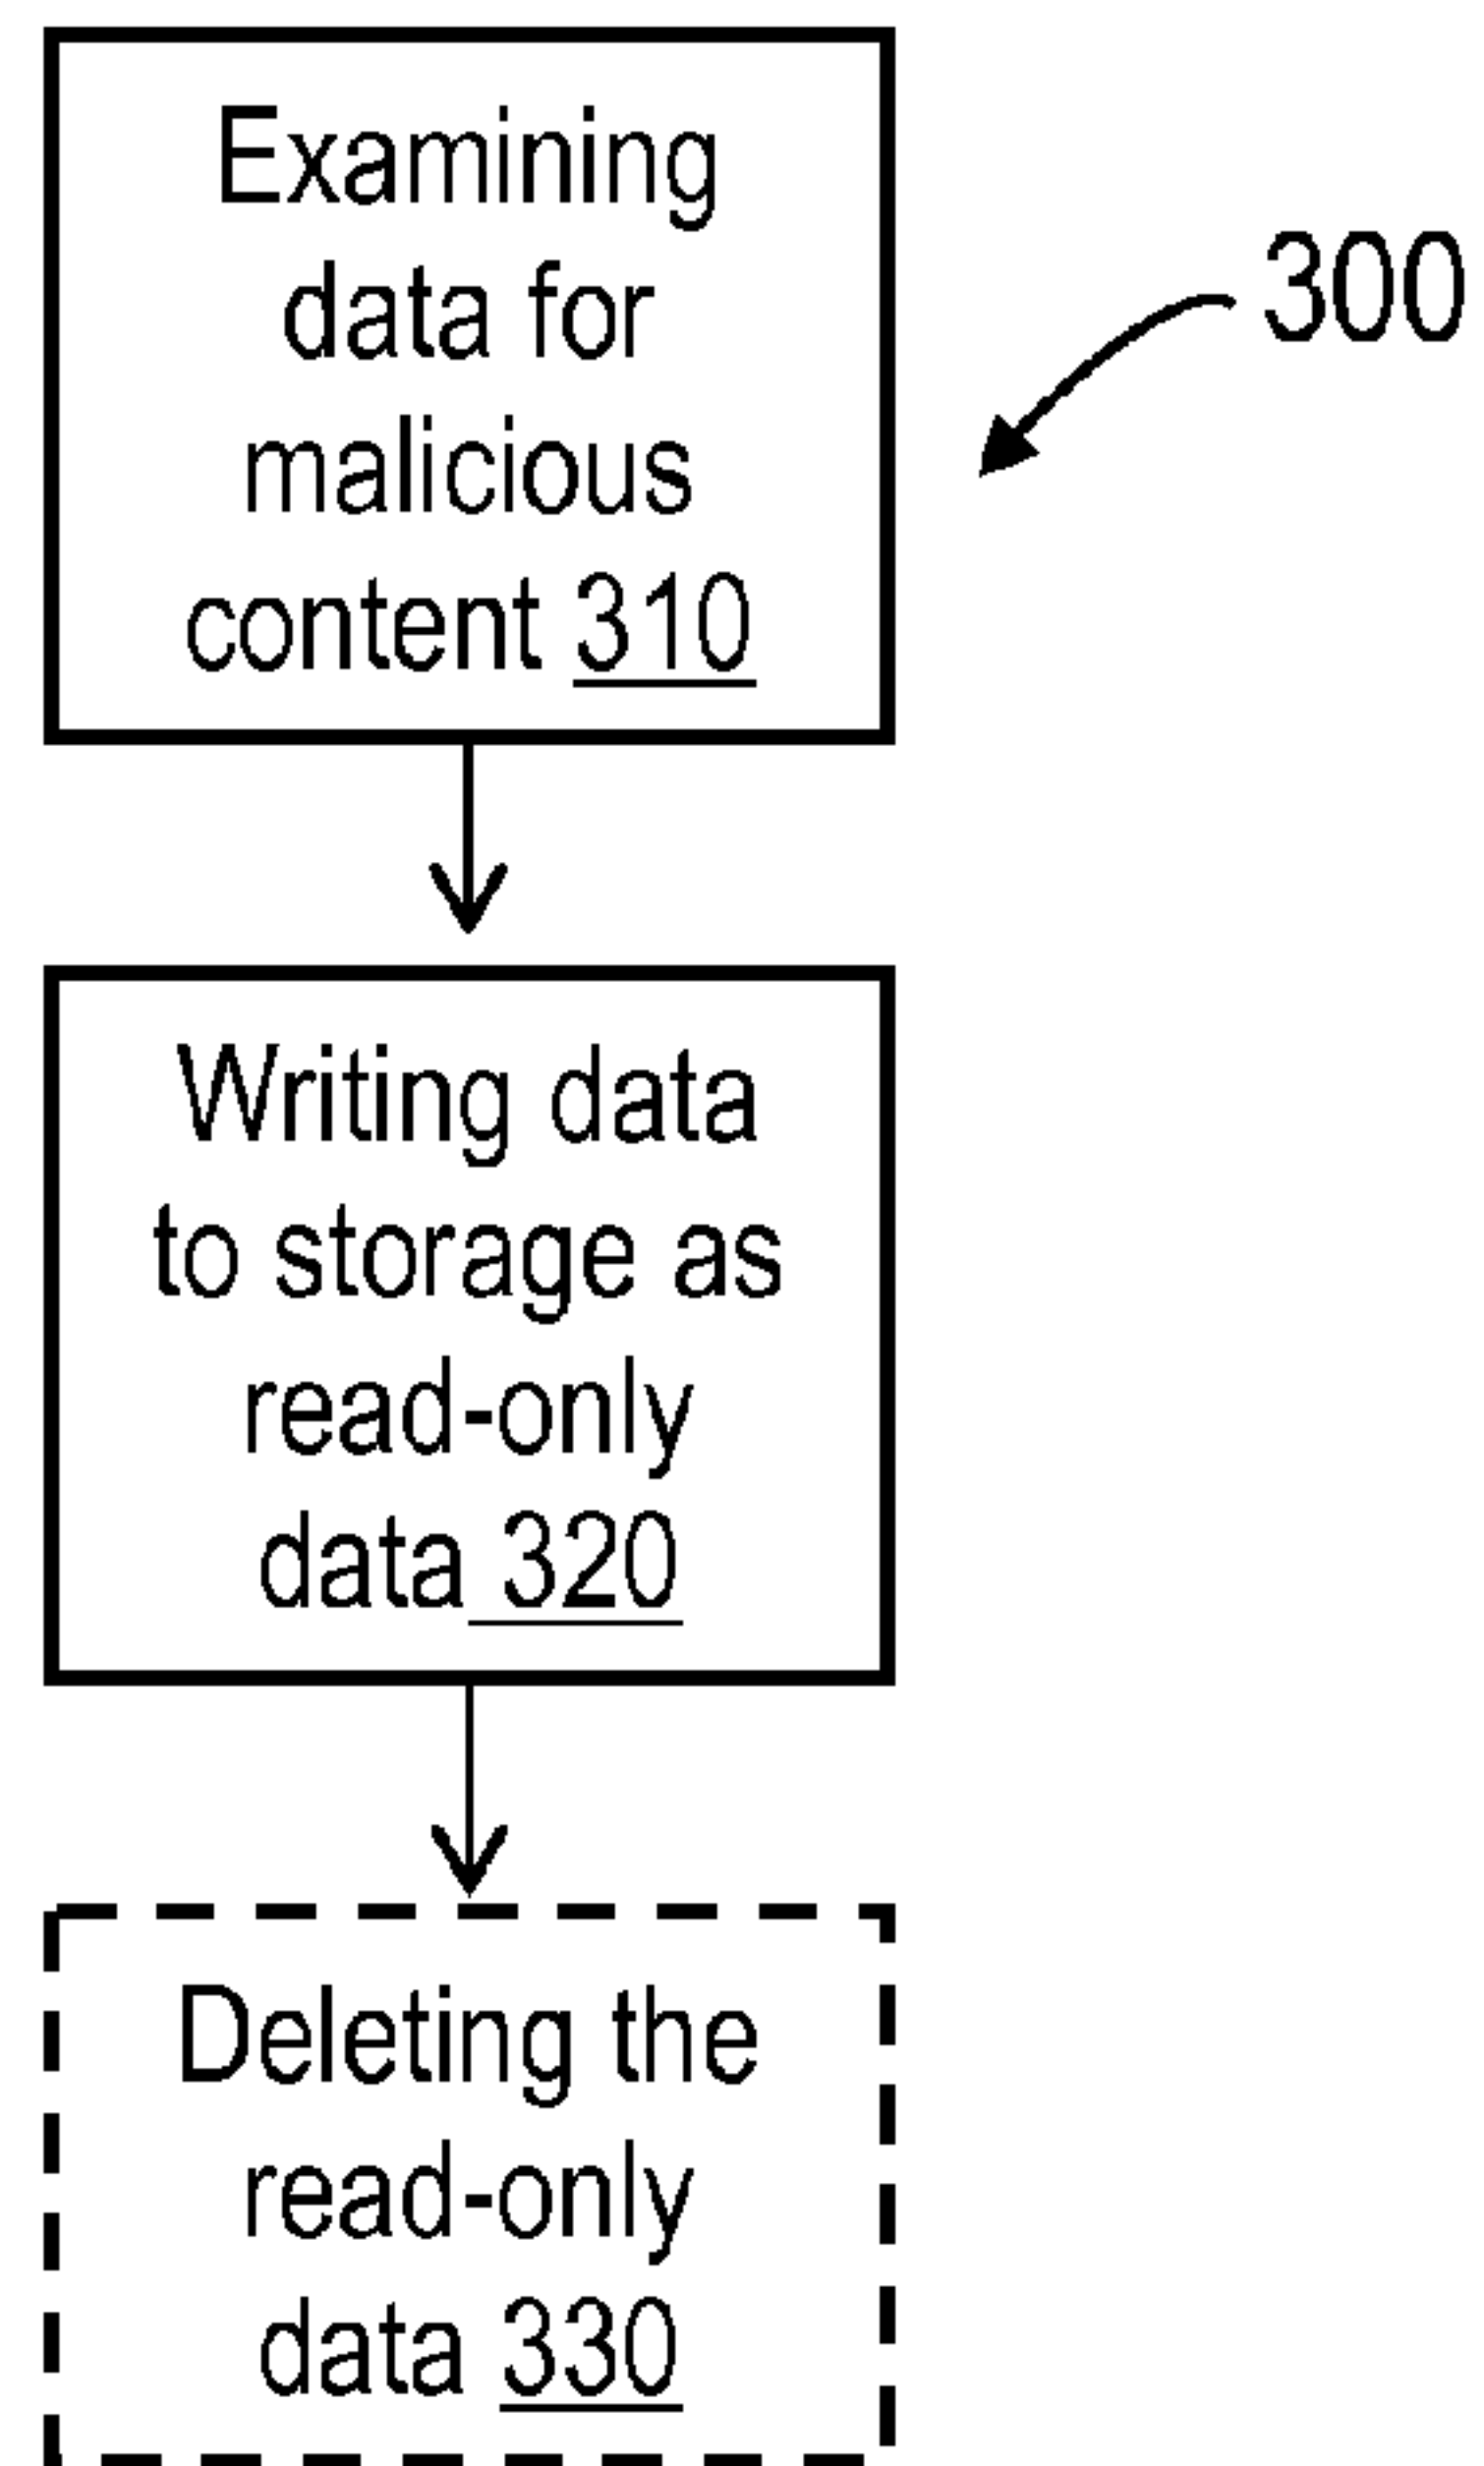 Examining
data for
malicious
content 310
300
Writing data
to storage as
read-only
data 320
Deleting the
read-only
data 330